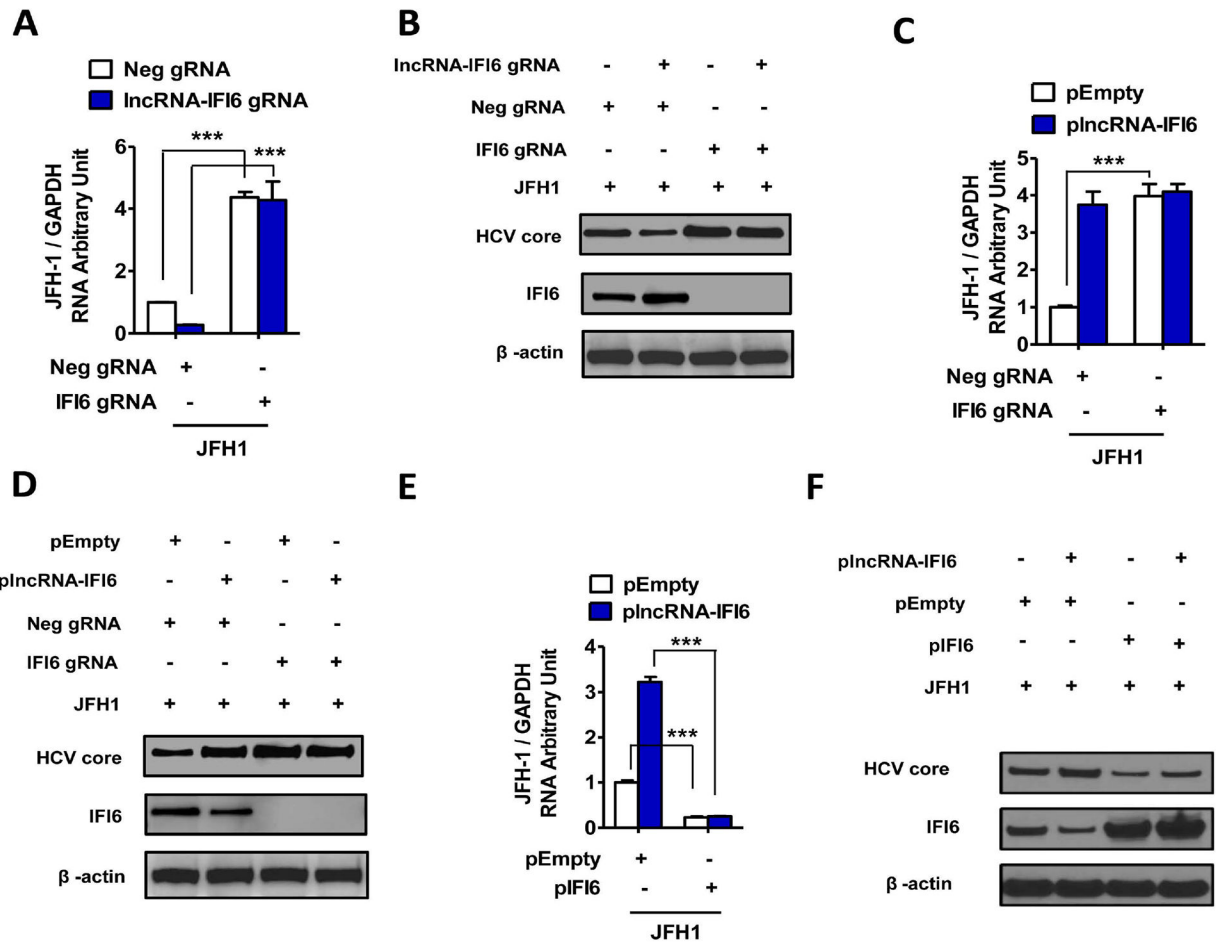 A
Neg gRNA
lncRNA-IFI6 gRNA
JFH-1 / GAPDH
RNA Arbitrary Unit
6
4
2
0
***
***
Neg gRNA + -
IFI6 gRNA - +
JFH1
B
lncRNA-IFI6 gRNA - + - +
Neg gRNA + + - -
IFI6 gRNA - - + +
JFH1 + + + +
HCV core
IFI6
β -actin
C
pEmpty
plncRNA-IFI6
JFH-1 / GAPDH
RNA Arbitrary Unit
5
4
3
2
1
0
***
Neg gRNA + -
IFI6 gRNA - +
JFH1
D
pEmpty + - + -
plncRNA-IFI6 - + - +
Neg gRNA + + - -
IFI6 gRNA - - + +
JFH1 + + + +
HCV core
IFI6
β -actin
E
pEmpty
plncRNA-IFI6
JFH-1 / GAPDH
RNA Arbitrary Unit
4
3
2
1
0
***
***
pEmpty + -
pIFI6 - +
JFH1
F
plncRNA-IFI6 - + - +
pEmpty + + - -
pIFI6 - - + +
JFH1 + + + +
HCV core
IFI6
β -actin